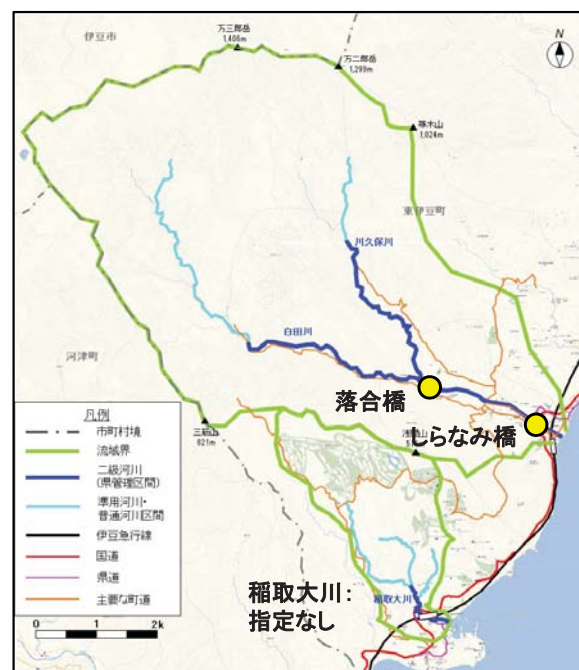 伊豆市
万三郎岳
1,406m
万二郎岳
1,299m
N
箒木山
1,024m
東伊豆町
川久保川
白田川
河津町
落合橋
しらなみ橋
三筋山
821m
凡例
市町村境
流域界
二級河川
(県管理区間)
準用河川・
普通河川区間
伊豆急行線
国道
県道
主要な町道
0 1 2k
稲取大川:
指定なし
稲取大川